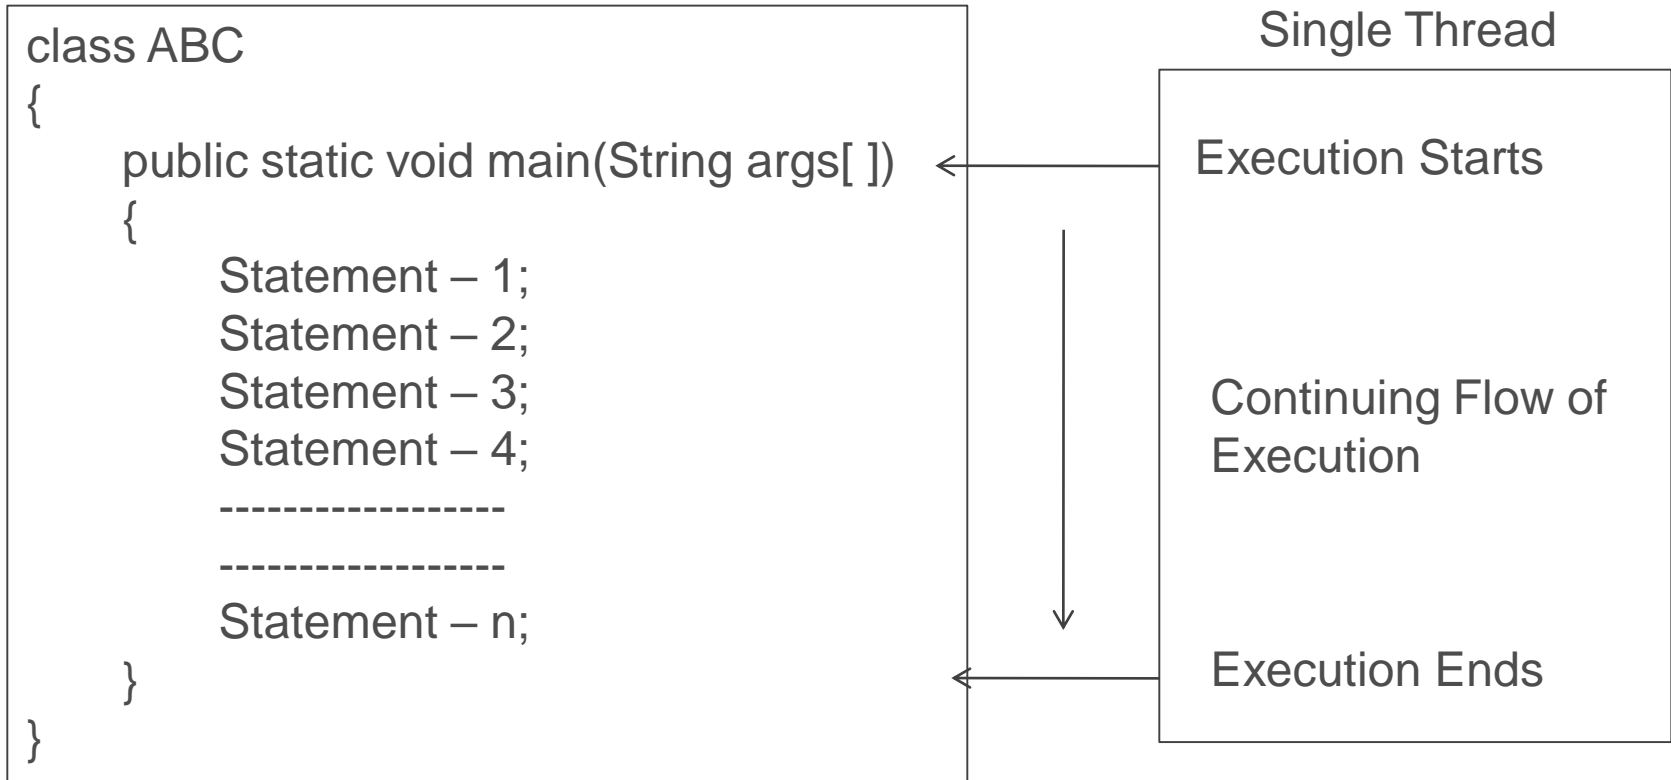 class ABC
{
public static void main(String args[ ])
{
Statement – 1;
Statement – 2;
Statement – 3;
Statement – 4;
------------------
------------------
Statement – n;
}
}
Single Thread
Execution Starts
Continuing Flow of
Execution
Execution Ends